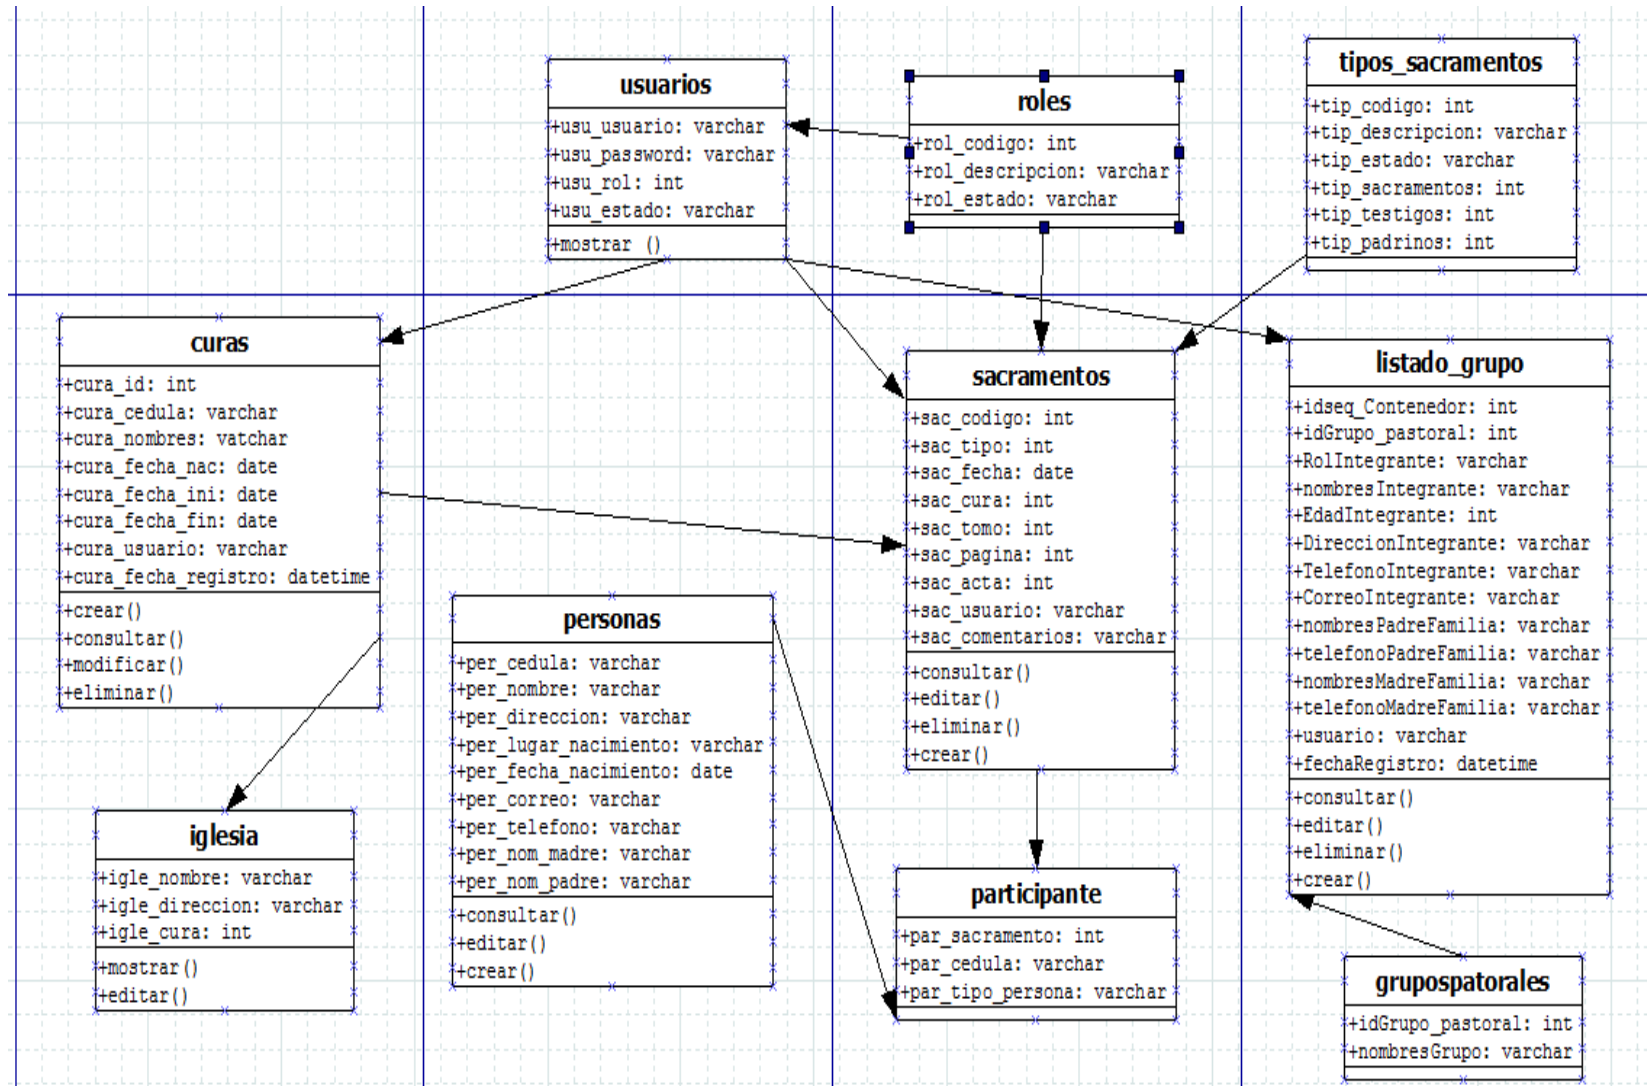 usuarios
+usu_usuario: varchar
+usu_password: varchar
+usu_rol: int
+usu_estado: varchar
+mostrar ()
roles
+rol_codigo: int
+rol_descripcion: varchar
+rol_estado: varchar
tipos_sacramentos
+tip_codigo: int
+tip_descripcion: varchar
+tip_estado: varchar
+tip_sacramentos: int
+tip_testigos: int
+tip_padrinos: int
curas
+cura_id: int
+cura_cedula: varchar
+cura_nombres: vatchar
+cura_fecha_nac: date
+cura_fecha_ini: date
+cura_fecha_fin: date
+cura_usuario: varchar
+cura_fecha_registro: datetime
+crear()
+consultar()
+modificar()
+eliminar()
sacramentos
+sac_codigo: int
+sac_tipo: int
+sac_fecha: date
+sac_cura: int
+sac_tomo: int
+sac_pagina: int
+sac_acta: int
+sac_usuario: varchar
+sac_comentarios: varchar
+consultar()
+editar()
+eliminar()
+crear()
listado_grupo
+idseq_Contenedor: int
+idGrupo_pastoral: int
+RolIntegrante: varchar
+nombresIntegrante: varchar
+EdadIntegrante: int
+DireccionIntegrante: varchar
+TelefonoIntegrante: varchar
+CorreoIntegrante: varchar
+nombresPadreFamilia: varchar
+telefonoPadreFamilia: varchar
+nombresMadreFamilia: varchar
+telefonoMadreFamilia: varchar
+usuario: varchar
+fechaRegistro: datetime
+consultar()
+editar()
+eliminar()
+crear()
personas
+per_cedula: varchar
+per_nombre: varchar
+per_direccion: varchar
+per_lugar_nacimiento: varchar
+per_fecha_nacimiento: date
+per_correo: varchar
+per_telefono: varchar
+per_nom_madre: varchar
+per_nom_padre: varchar
+consultar()
+editar()
+crear()
iglesia
+igle_nombre: varchar
+igle_direccion: varchar
+igle_cura: int
+mostrar()
+editar()
participante
+par_sacramento: int
+par_cedula: varchar
+par_tipo_persona: varchar
grupospatorales
+idGrupo_pastoral: int
+nombresGrupo: varchar